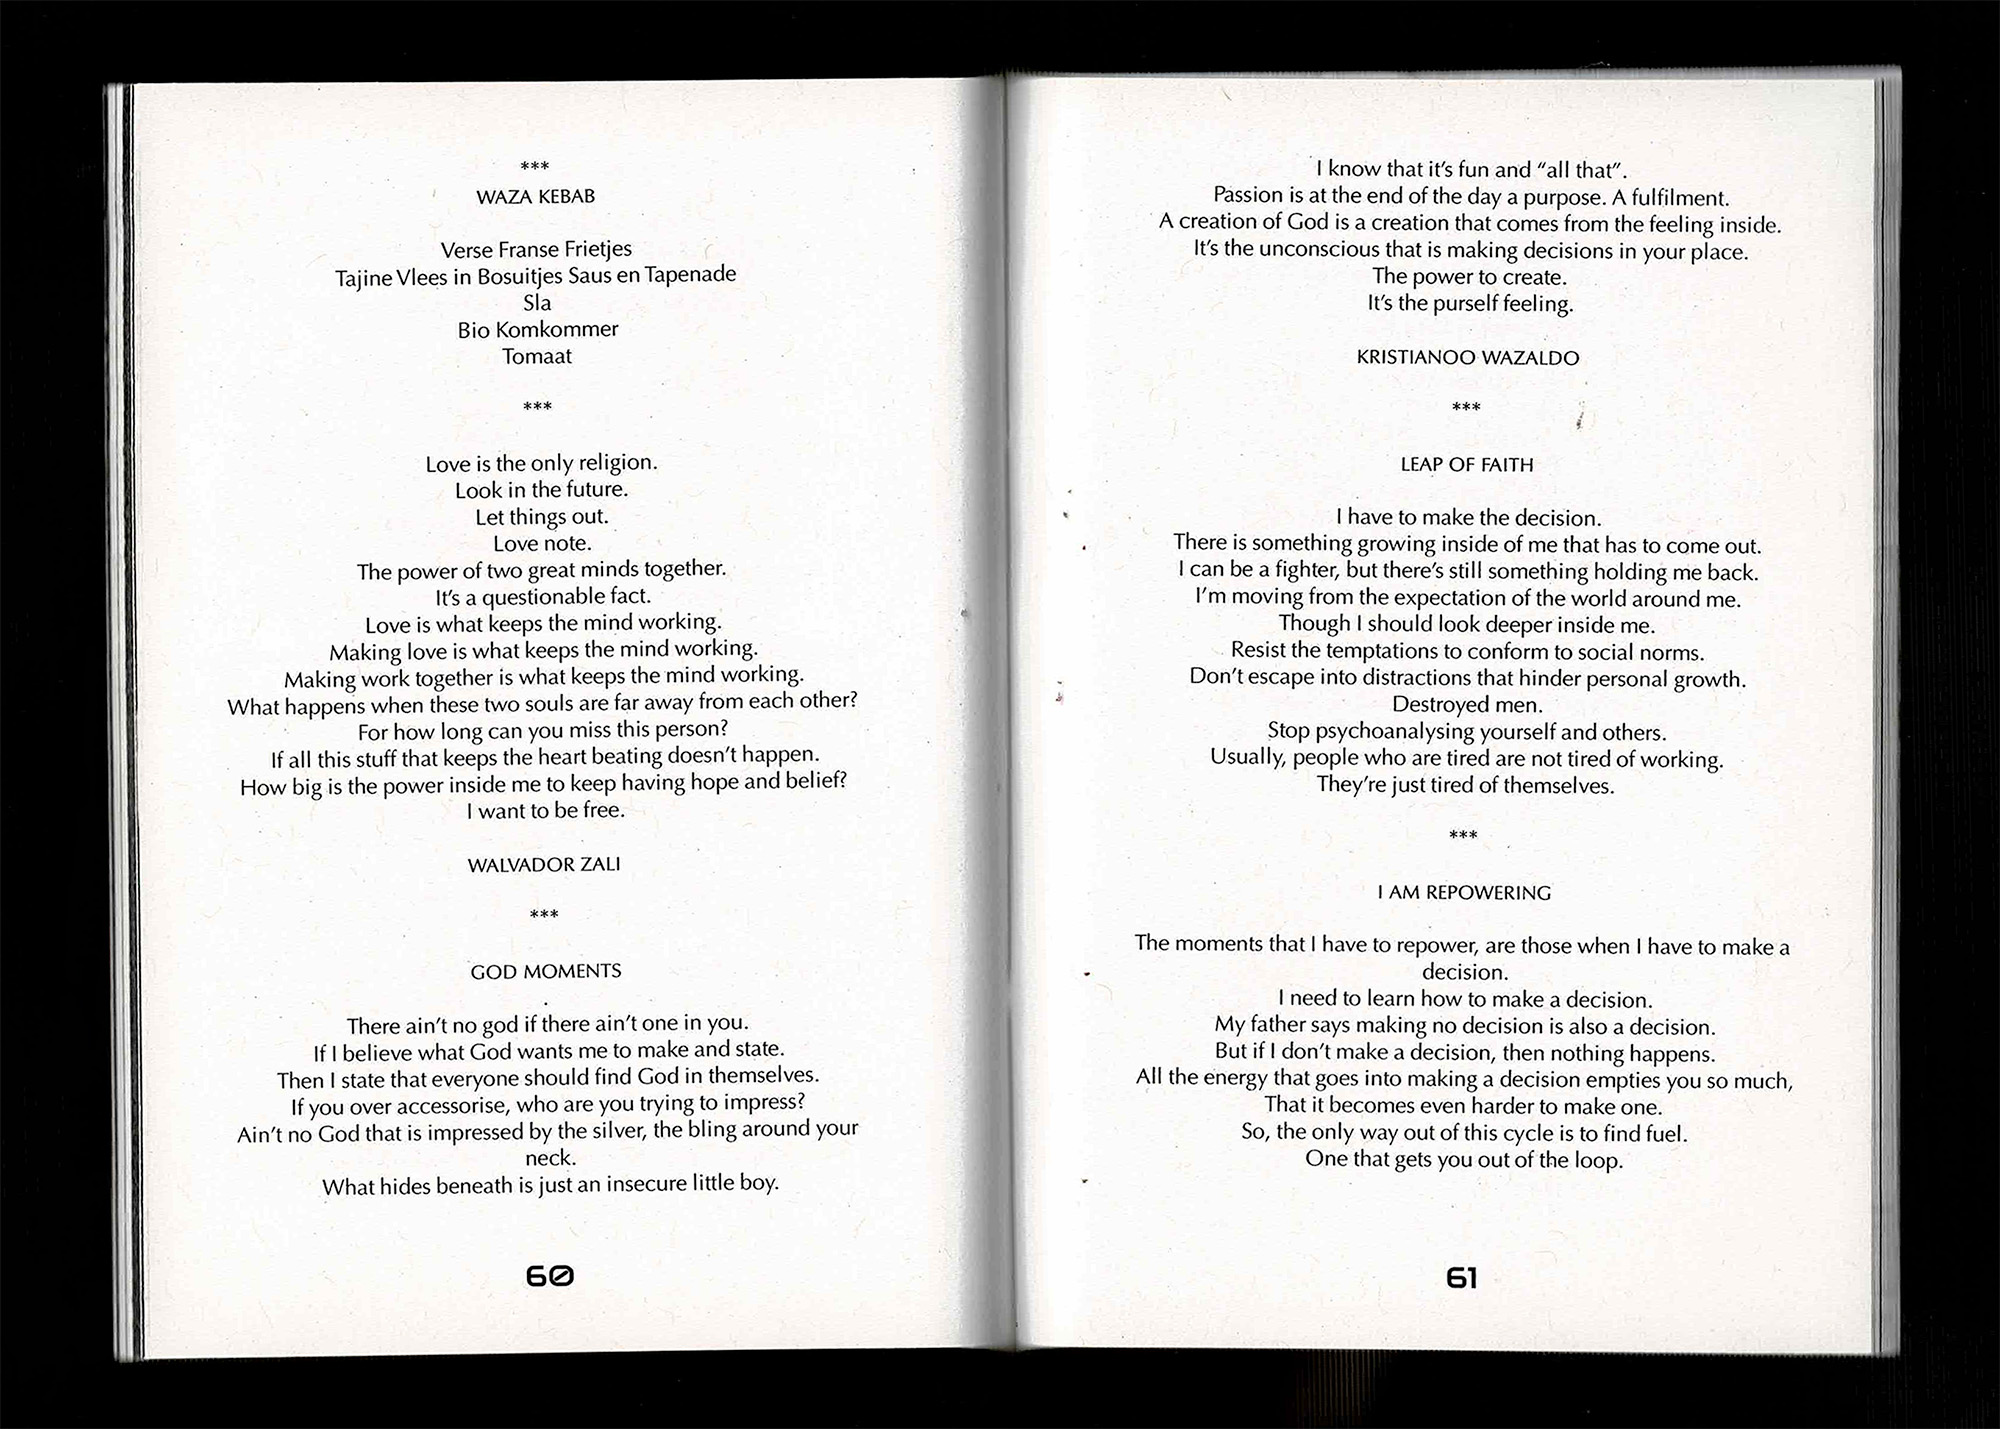 ***
WAZA KEBAB
Verse Franse Frietjes
Tajine Vlees in Bosuitjes Saus en Tapenade
Sla
Bio Komkommer
Tomaat
***
Love is the only religion.
Look in the future.
Let things out.
Love note.
The power of two great minds together.
It's a questionable fact.
Love is what keeps the mind working.
Making love is what keeps the mind working.
Making work together is what keeps the mind working.
What happens when these two souls are far away from each other?
For how long can you miss this person?
If all this stuff that keeps the heart beating doesn't happen.
How big is the power inside me to keep having hope and belief?
I want to be free.
WALVADOR ZALI
***
GOD MOMENTS
There ain't no god if there ain't one in you.
If I believe what God wants me to make and state.
Then I state that everyone should find God in themselves.
If you over accessorise, who are you trying to impress?
Ain't no God that is impressed by the silver, the bling around your
neck.
What hides beneath is just an insecure little boy.
60
I know that it's fun and “all that”.
Passion is at the end of the day a purpose. A fulfilment.
A creation of God is a creation that comes from the feeling inside.
It's the unconscious that is making decisions in your place.
The power to create.
It's the purself feeling.
KRISTIANOO WAZALDO
***
LEAP OF FAITH
I have to make the decision.
There is something growing inside of me that has to come out.
I can be a fighter, but there's still something holding me back.
I'm moving from the expectation of the world around me.
Though I should look deeper inside me.
Resist the temptations to conform to social norms.
Don't escape into distractions that hinder personal growth.
Destroyed men.
Stop psychoanalysing yourself and others.
Usually, people who are tired are not tired of working.
They're just tired of themselves.
***
I AM REPOWERING
The moments that I have to repower, are those when I have to make a
decision.
I need to learn how to make a decision.
My father says making no decision is also a decision.
But if I don't make a decision, then nothing happens.
All the energy that goes into making a decision empties you so much,
That it becomes even harder to make one.
So, the only way out of this cycle is to find fuel.
One that gets you out of the loop.
61